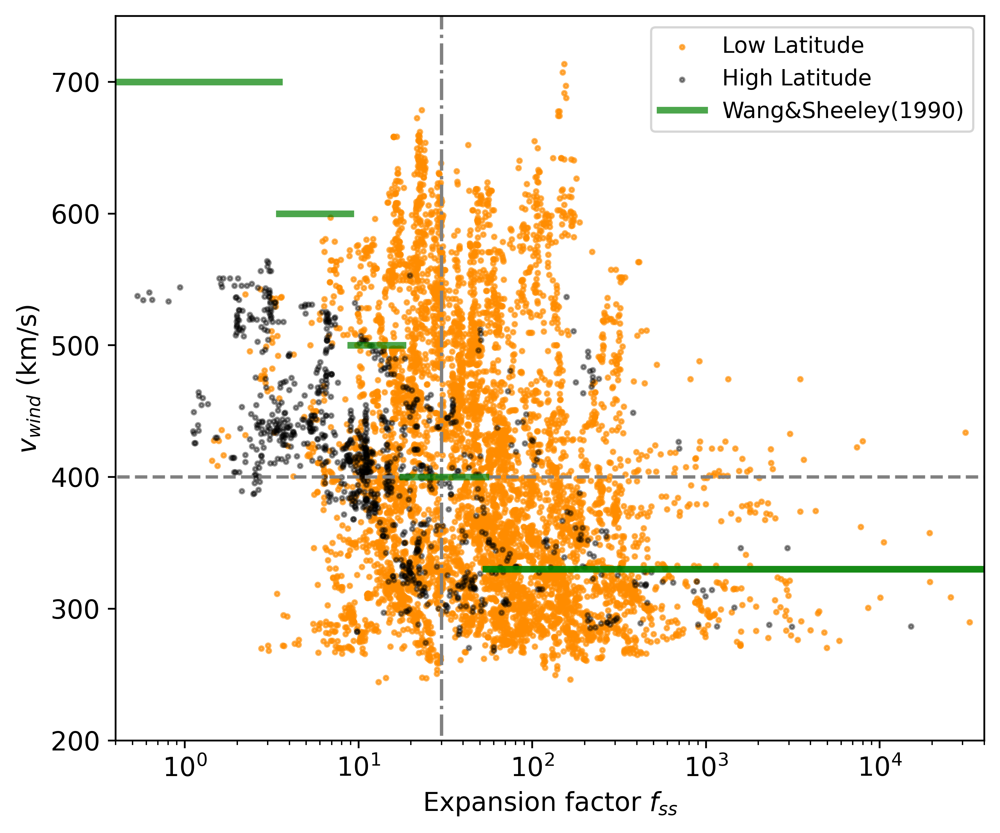 Low Latitude
High Latitude
Wang&Sheeley(1990)
700
600
500
400
300
200
v_wind (km/s)
10^0 10^1 10^2 10^3 10^4
Expansion factor f_ss